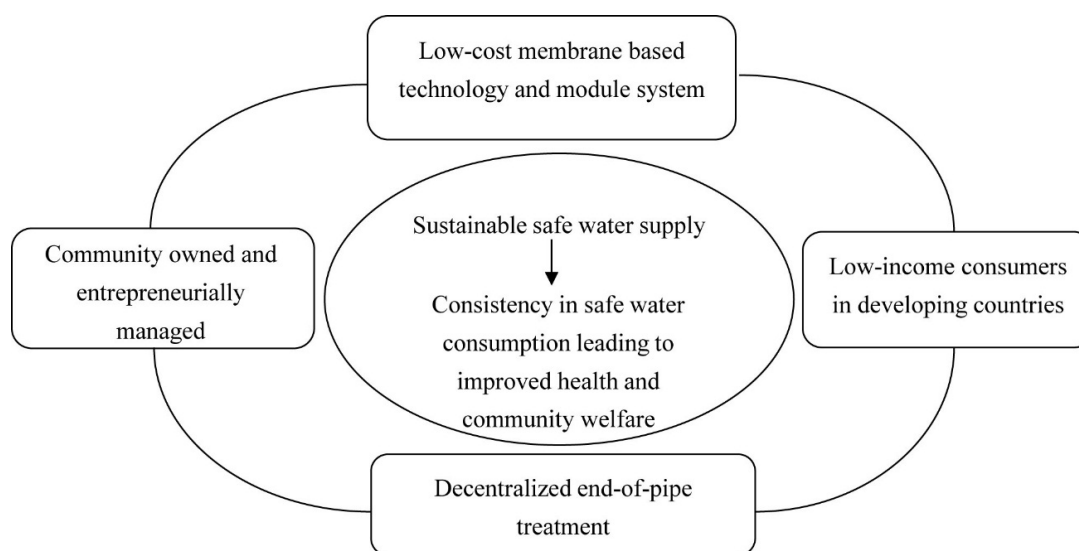 Low-cost membrane based
technology and module system
Sustainable safe water supply
Community owned and
entrepreneurially
managed
Low-income consumers
in developing countries
Consistency in safe water
consumption leading to
improved health and
community welfare
Decentralized end-of-pipe
treatment